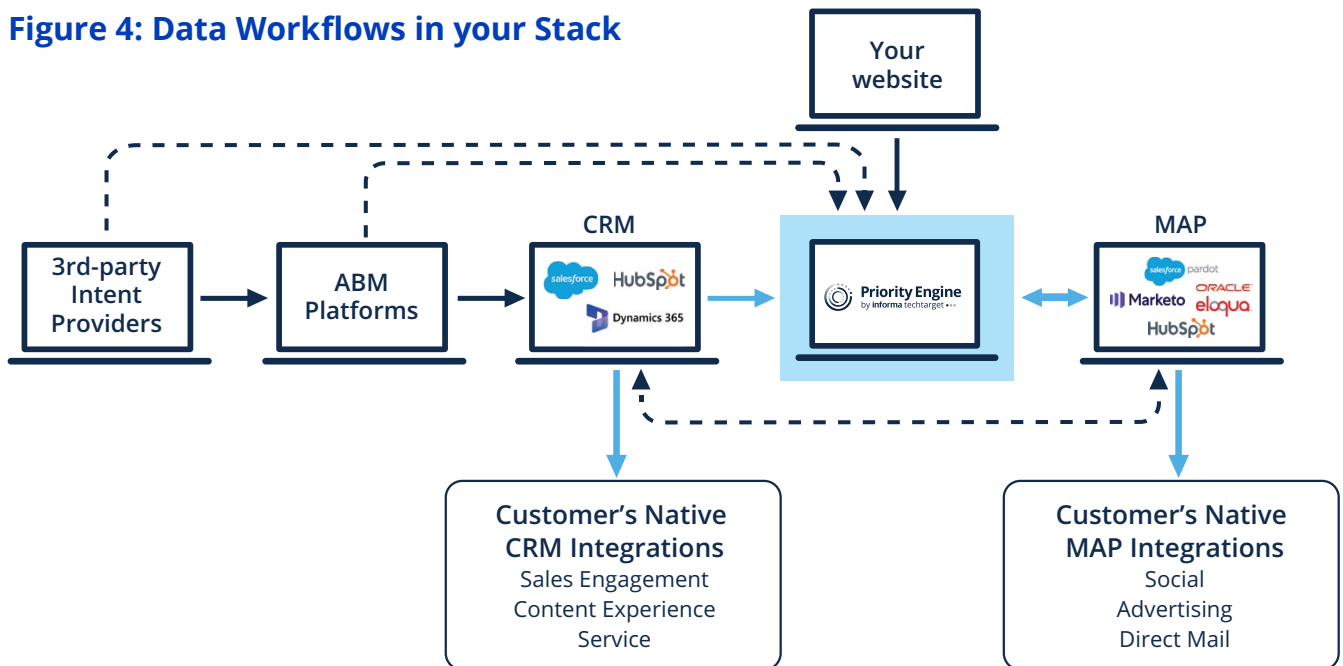 Figure 4: Data Workflows in your Stack
Your
website
3rd-party
Intent
Providers
ABM
Platforms
CRM
salesforce
HubSpot
Dynamics 365
Priority Engine
by informa techtarget
MAP
salesforce pardot
Marketo
ORACLE
eloqua
HubSpot
Customer's Native
CRM Integrations
Sales Engagement
Content Experience
Service
Customer's Native
MAP Integrations
Social
Advertising
Direct Mail